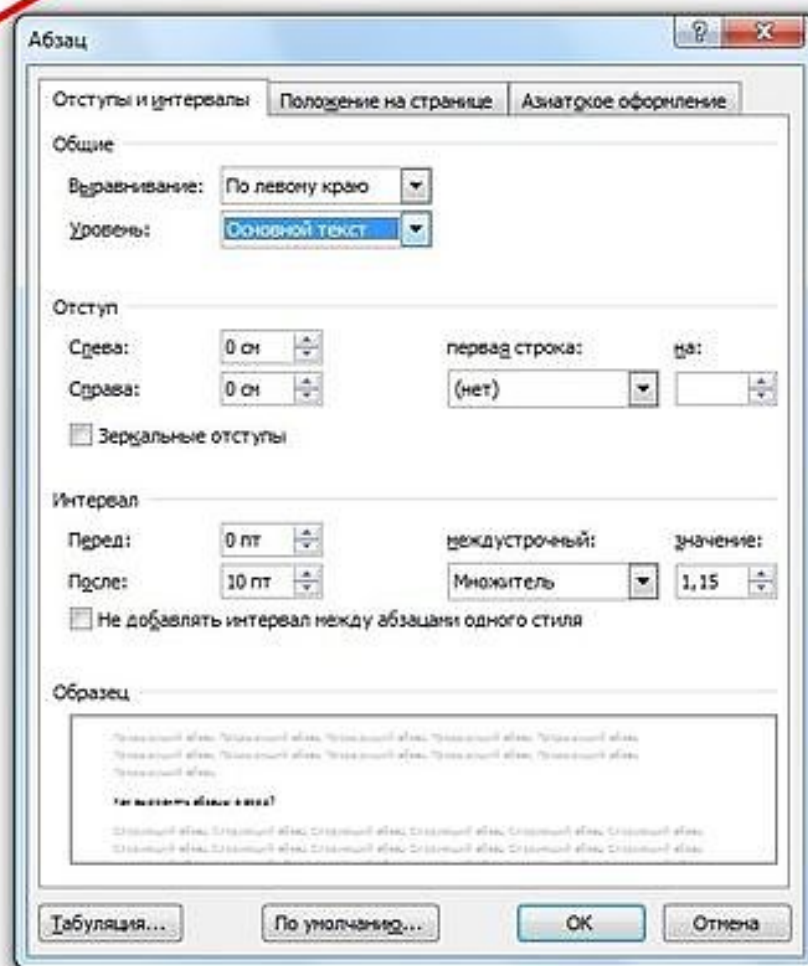 Абзац
Отступы и интервалы Положение на странице Азиатское оформление
Общие
Выравнивание: По левому краю
Уровень: Основной текст
Отступ
Слева: 0 см первая строка: на:
Справа: 0 см (нет)
Зеркальные отступы
Интервал
Перед: 0 пт междустрочный: значение:
После: 10 пт Множитель 1,15
Не добавлять интервал между абзацами одного стиля
Образец
Табуляция... По умолчанию... ОК Отмена